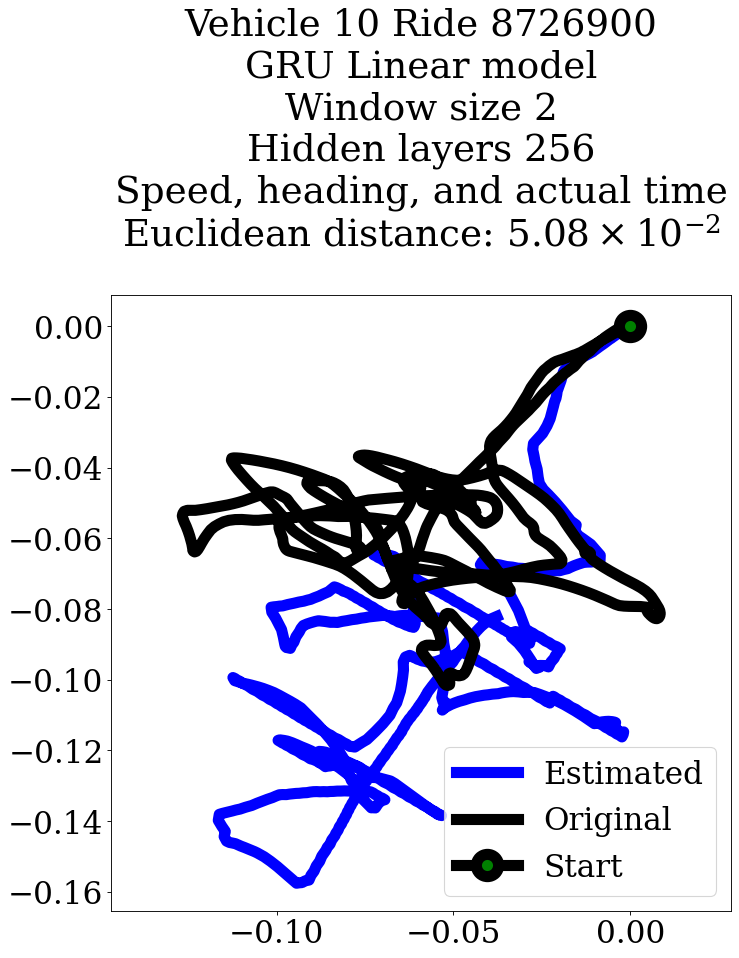 Vehicle 10 Ride 8726900
GRU Linear model
Window size 2
Hidden layers 256
Speed, heading, and actual time
Euclidean distance: 5.08 × 10⁻²
0.00
−0.02
−0.04
−0.06
−0.08
−0.10
−0.12
−0.14
−0.16
Estimated
Original
Start
−0.10
−0.05
0.00